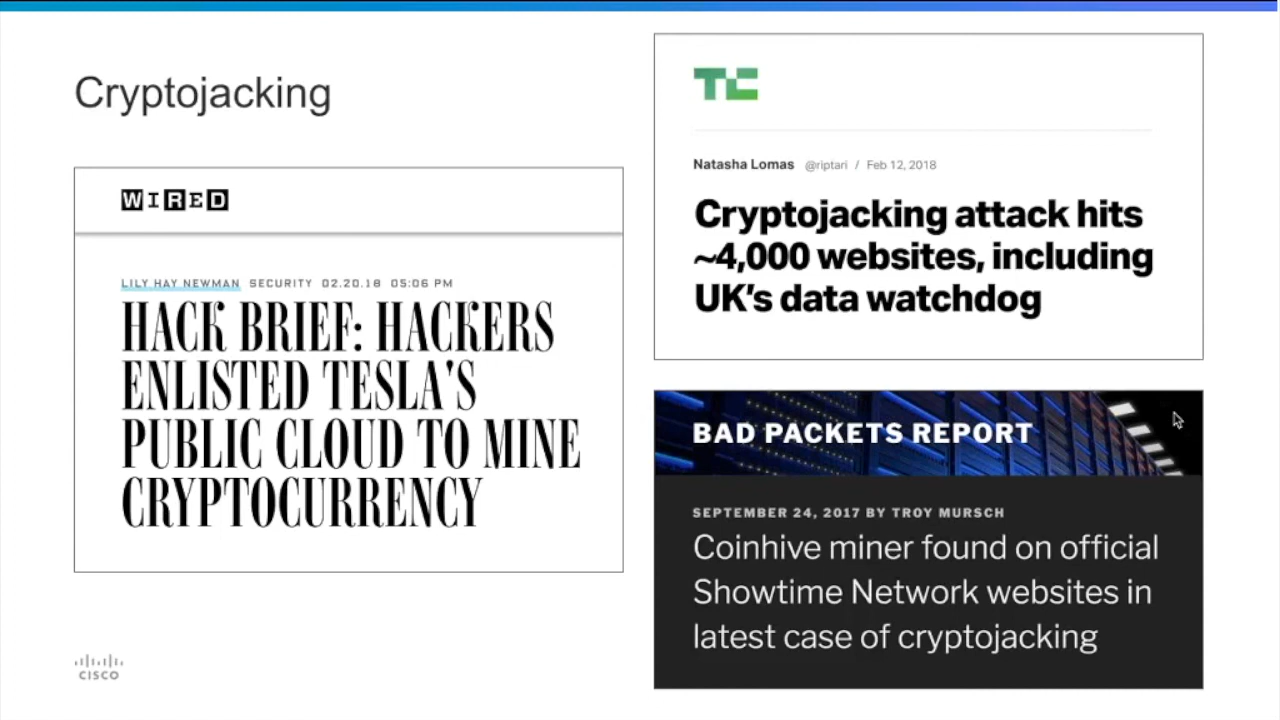 Cryptojacking
WIRED
LILY HAY NEWMAN SECURITY 02.20.18 05:06 PM
HACK BRIEF: HACKERS
ENLISTED TESLA'S
PUBLIC CLOUD TO MINE
CRYPTOCURRENCY
TC
Natasha Lomas @riptari / Feb 12, 2018
Cryptojacking attack hits
~4,000 websites, including
UK's data watchdog
BAD PACKETS REPORT
SEPTEMBER 24, 2017 BY TROY MURSCH
Coinhive miner found on official
Showtime Network websites in
latest case of cryptojacking
CISCO